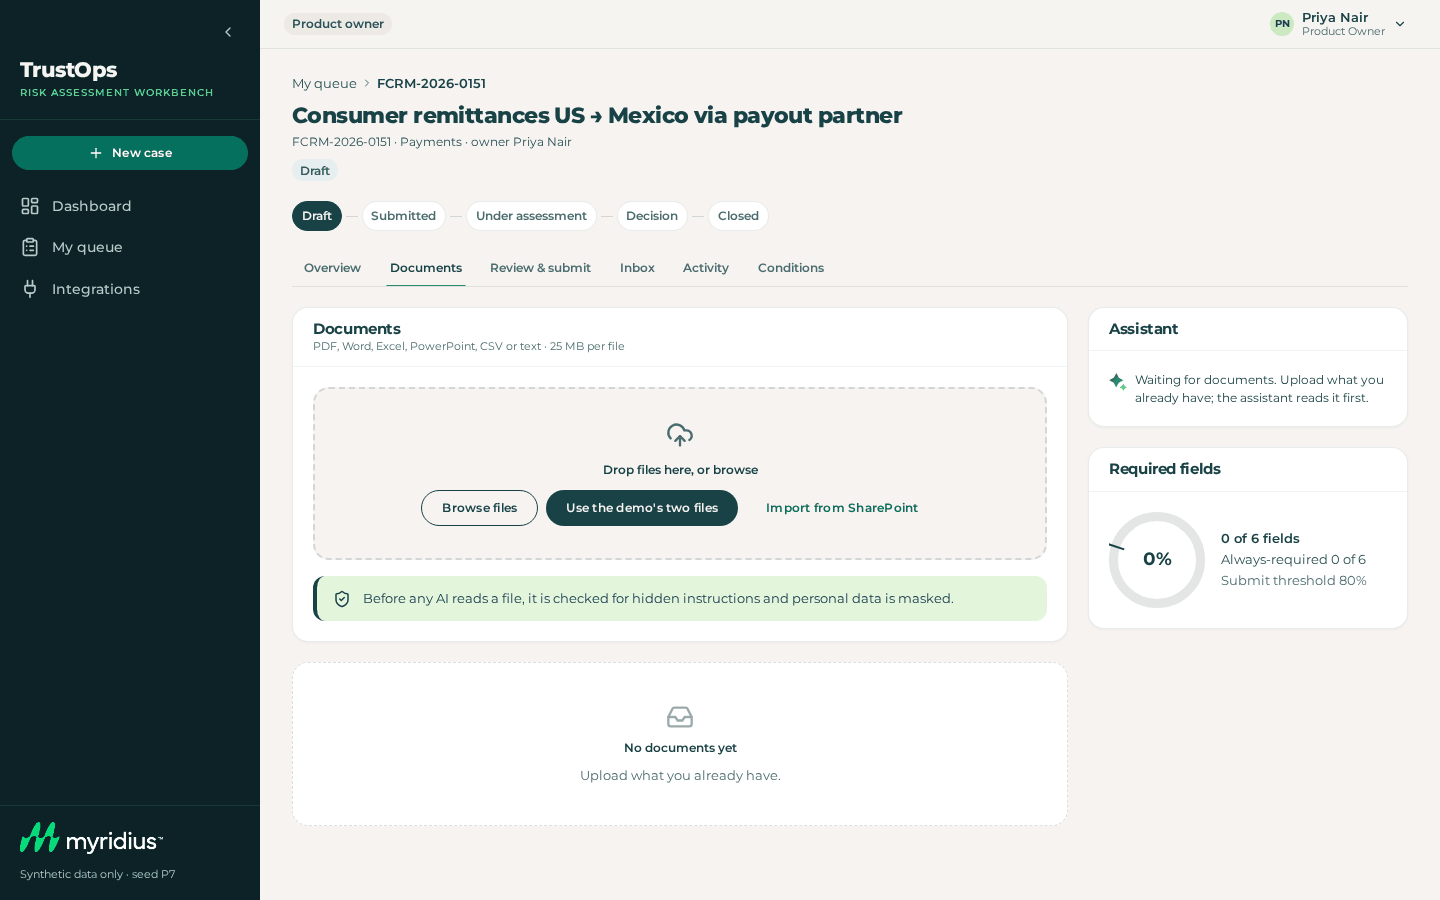 TrustOps
RISK ASSESSMENT WORKBENCH
New case
Dashboard
My queue
Integrations
myridius™
Synthetic data only · seed P7
Product owner
PN
Priya Nair
Product Owner
My queue > FCRM-2026-0151
Consumer remittances US → Mexico via payout partner
FCRM-2026-0151 · Payments · owner Priya Nair
Draft
Draft — Submitted — Under assessment — Decision — Closed
Overview Documents Review & submit Inbox Activity Conditions
Documents
PDF, Word, Excel, PowerPoint, CSV or text · 25 MB per file
Drop files here, or browse
Browse files Use the demo's two files Import from SharePoint
Before any AI reads a file, it is checked for hidden instructions and personal data is masked.
No documents yet
Upload what you already have.
Assistant
Waiting for documents. Upload what you
already have; the assistant reads it first.
Required fields
0%
0 of 6 fields
Always-required 0 of 6
Submit threshold 80%